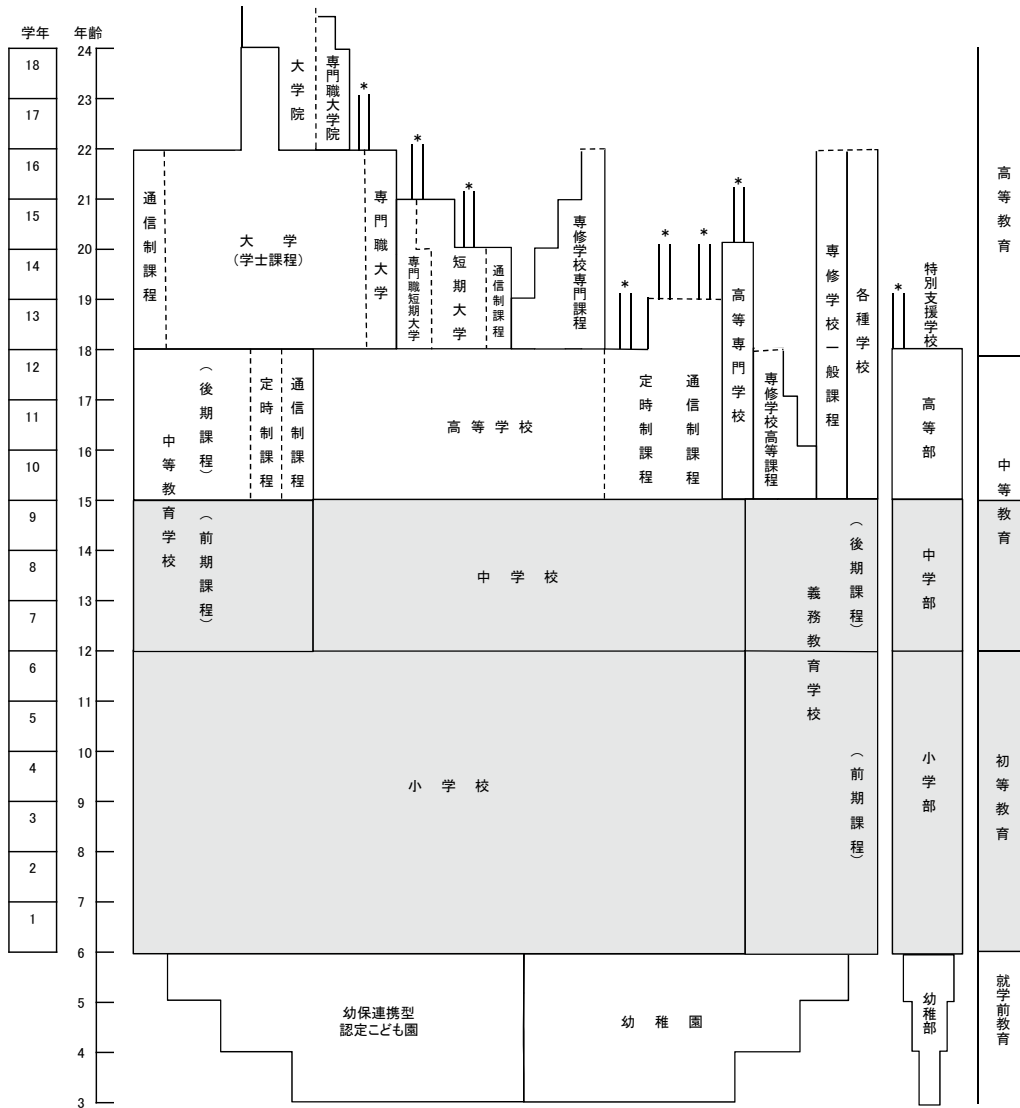 学年
年齢
18
17
16
15
14
13
12
11
10
9
8
7
6
5
4
3
2
1
24
23
22
21
20
19
18
17
16
15
14
13
12
11
10
9
8
7
6
5
4
3
大学院
専門職大学院
*
*
*
*
*
*
*
*
通信制課程
大学
(学士課程)
専門職大学
専門職短期大学
短期大学
通信制課程
専修学校専門課程
高等専門学校
専修学校一般課程
各種学校
特別支援学校
中等教育学校
(後期課程)
定時制課程
通信制課程
高等学校
定時制課程
通信制課程
専修学校高等課程
高等部
(前期課程)
中学校
義務教育学校
(後期課程)
中学部
小学校
(前期課程)
小学部
幼保連携型
認定こども園
幼稚園
幼稚部
高等教育
中等教育
初等教育
就学前教育